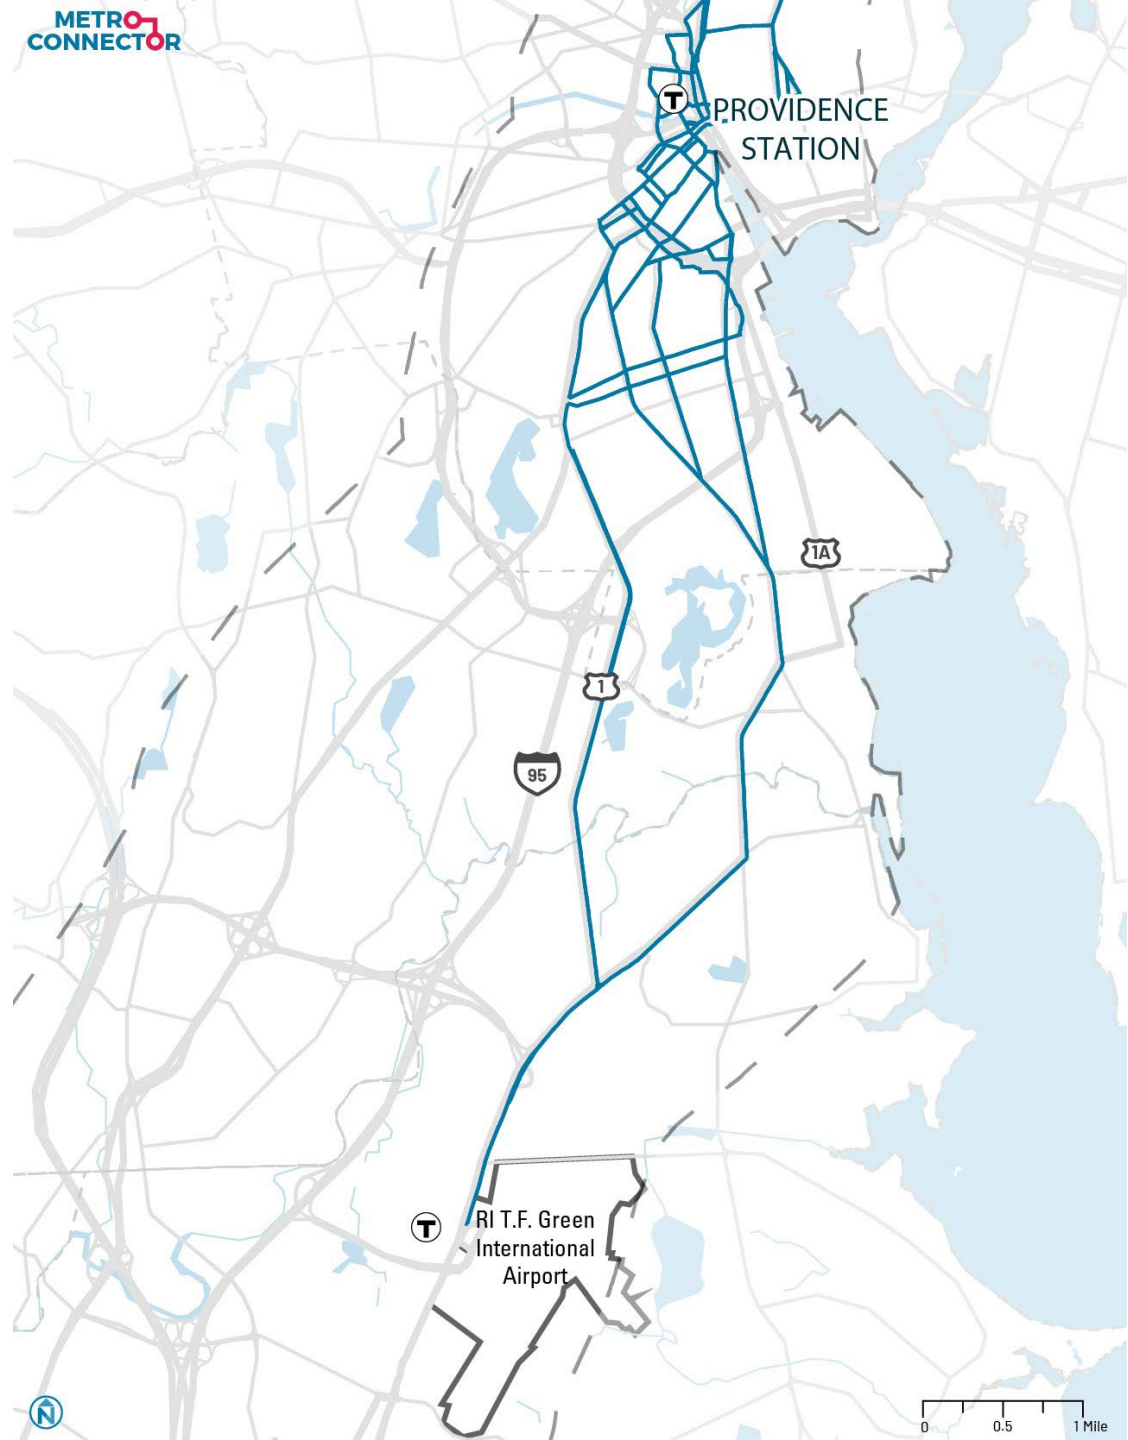 METRO
CONNECTOR
T
PROVIDENCE
STATION
1A
1
95
T
RI T.F. Green
International
Airport
N
0 0.5 1 Mile